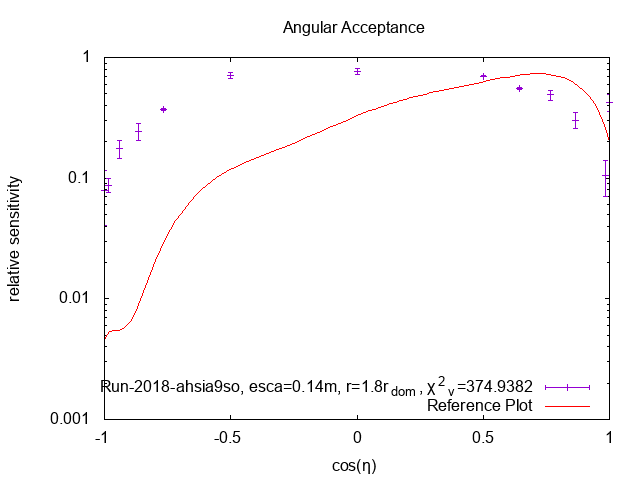 Angular Acceptance
relative sensitivity
1
0.1
0.01
0.001
Run-2018-ahsia9so, esca=0.14m, r=1.8r_dom, χ²_ν=374.9382
Reference Plot
-1 -0.5 0 0.5 1
cos(η)